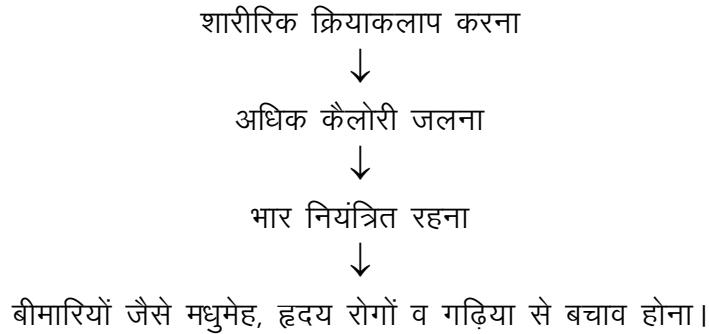 शारीरिक क्रियाकलाप करना
↓
अधिक कैलोरी जलना
↓
भार नियंत्रित रहना
↓
बीमारियों जैसे मधुमेह, हृदय रोगों व गढ़िया से बचाव होना।